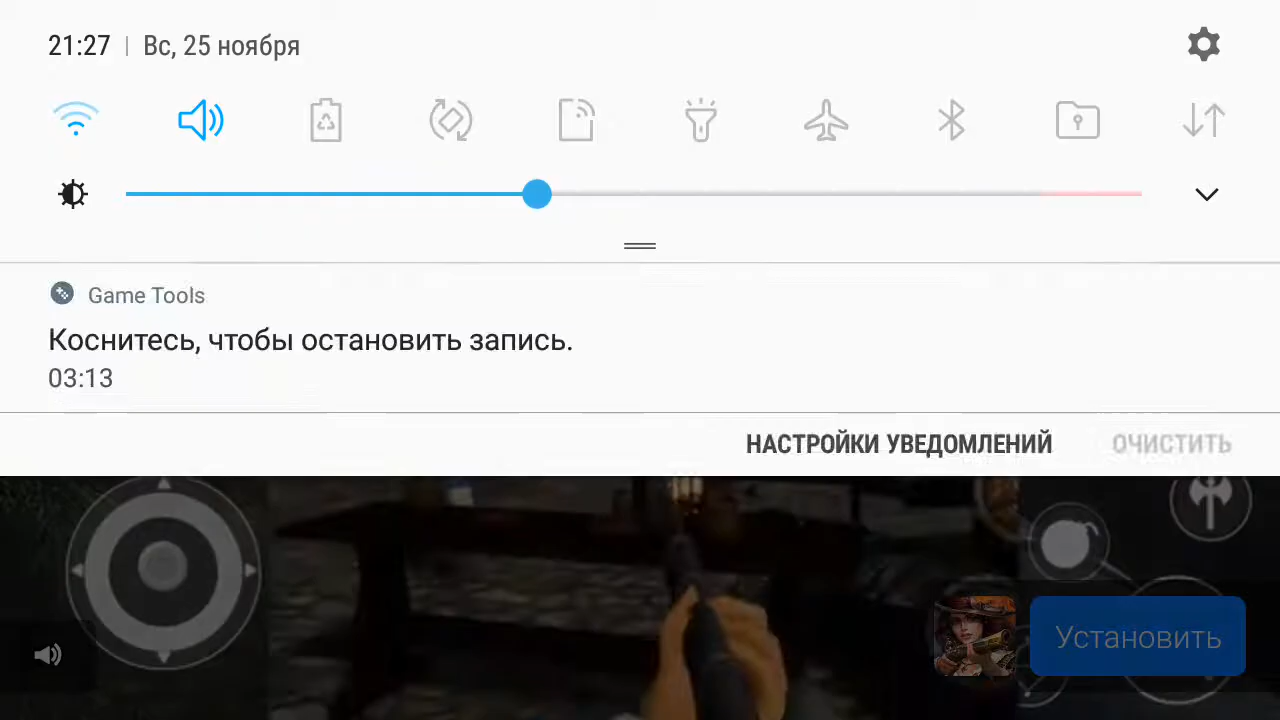 21:27 | Вс, 25 ноября
Game Tools
Коснитесь, чтобы остановить запись.
03:13
НАСТРОЙКИ УВЕДОМЛЕНИЙ ОЧИСТИТЬ
Установить